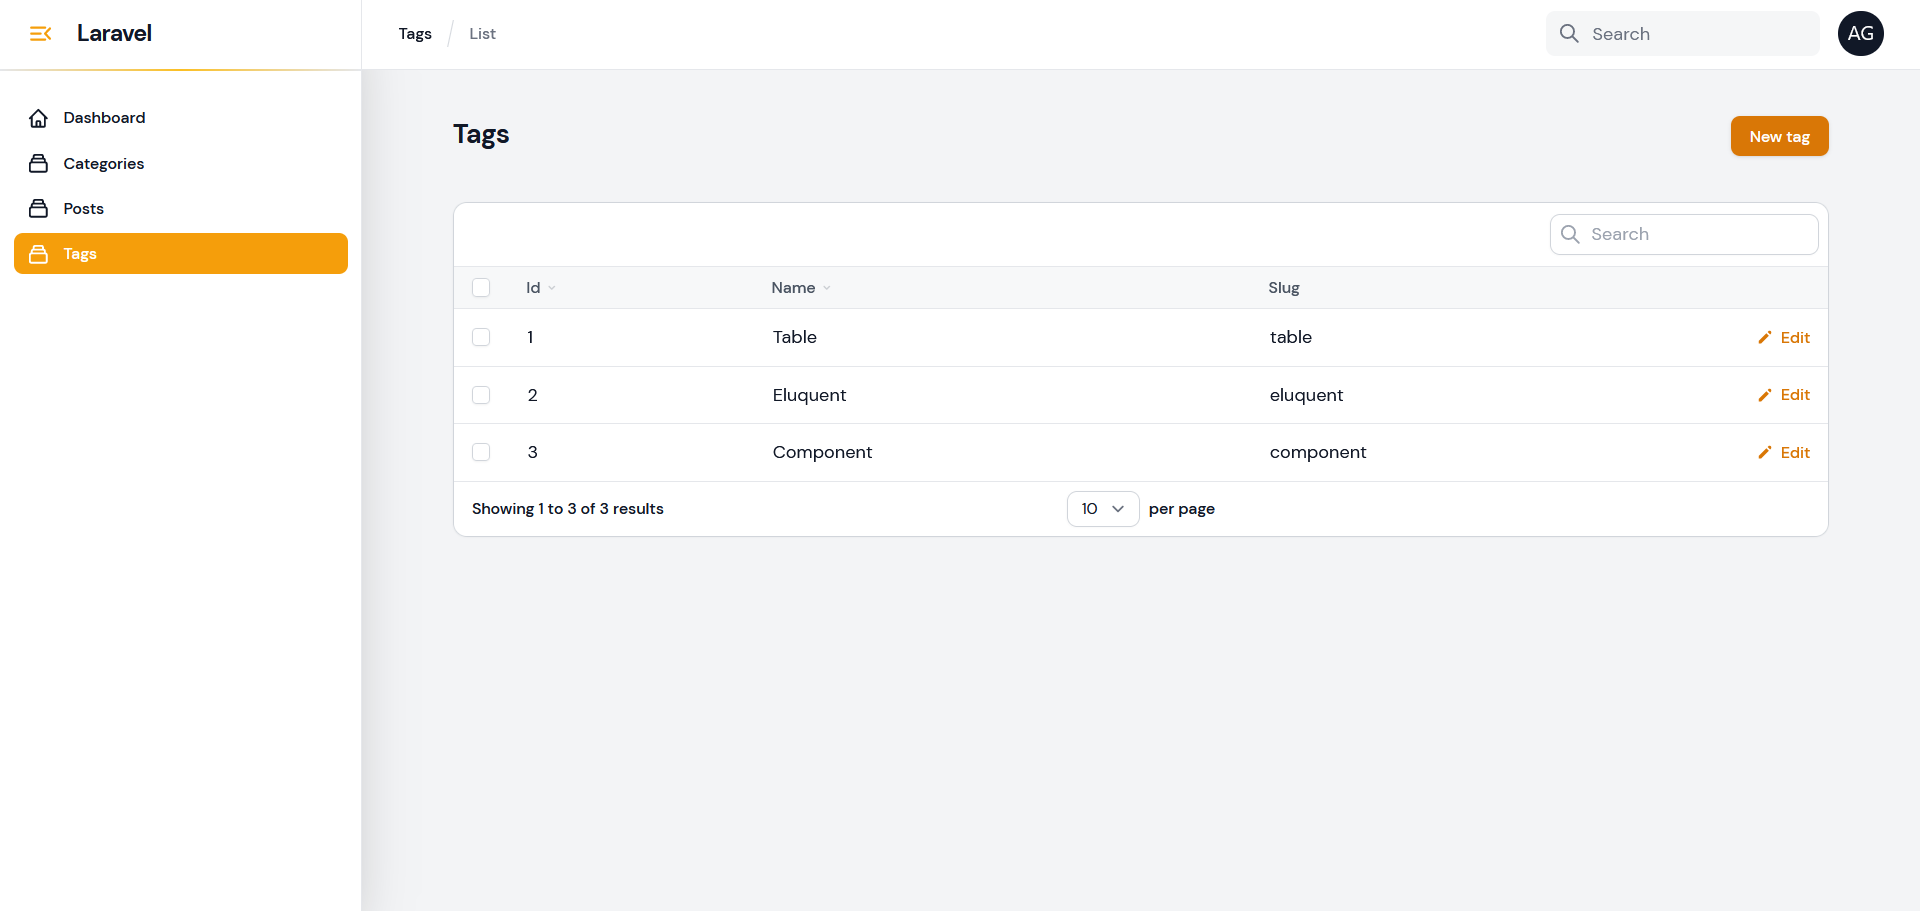 Laravel
Tags / List
Search
AG
Dashboard
Categories
Posts
Tags
Tags
New tag
Search
Id Name Slug
1 Table table Edit
2 Eluquent eluquent Edit
3 Component component Edit
Showing 1 to 3 of 3 results 10 per page